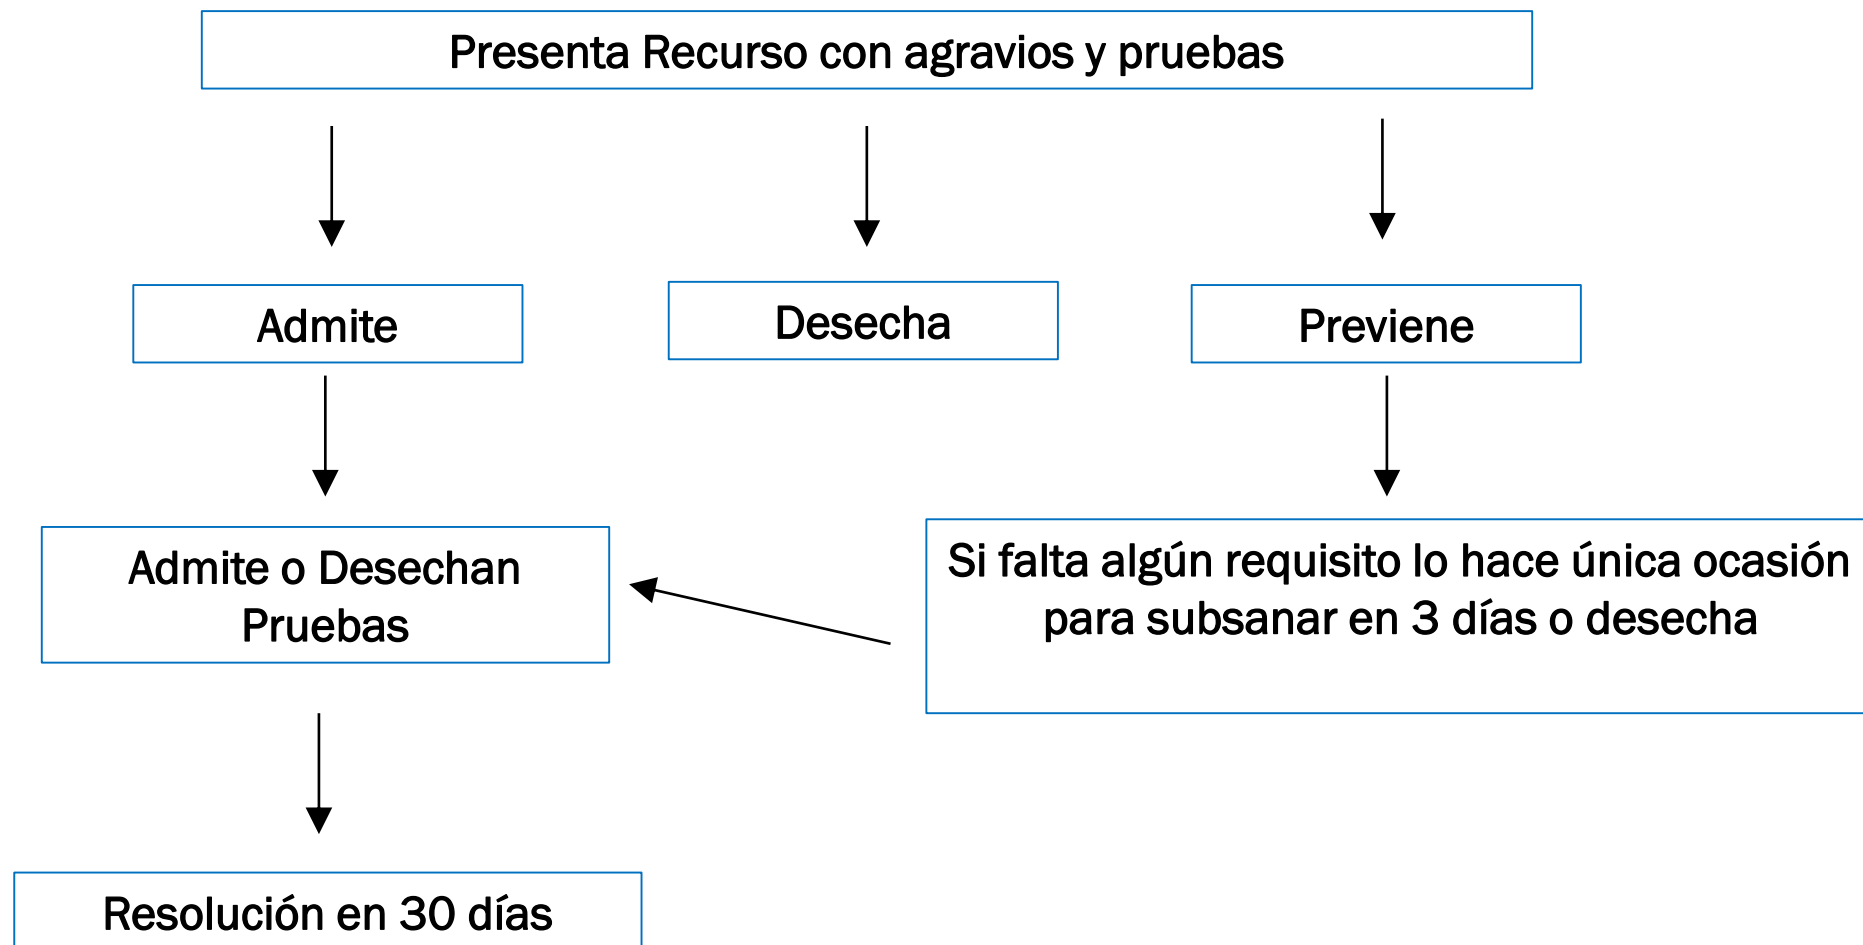 Presenta Recurso con agravios y pruebas
Admite
Desecha
Previene
Admite o Desechan
Pruebas
Si falta algún requisito lo hace única ocasión
para subsanar en 3 días o desecha
Resolución en 30 días